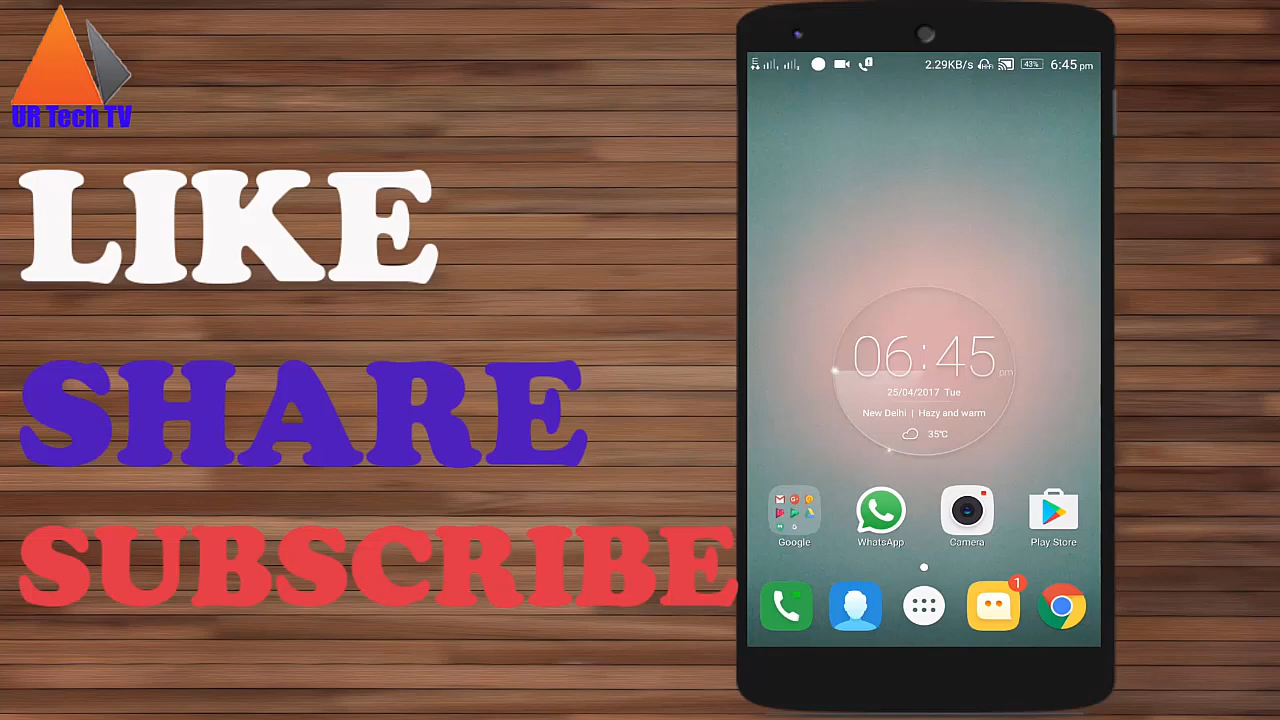 UR Tech TV
LIKE
SHARE
SUBSCRIBE
2.29KB/s 43% 6:45 pm
06:45 pm
25/04/2017 Tue
New Delhi | Hazy and warm
35℃
Google WhatsApp Camera Play Store
1